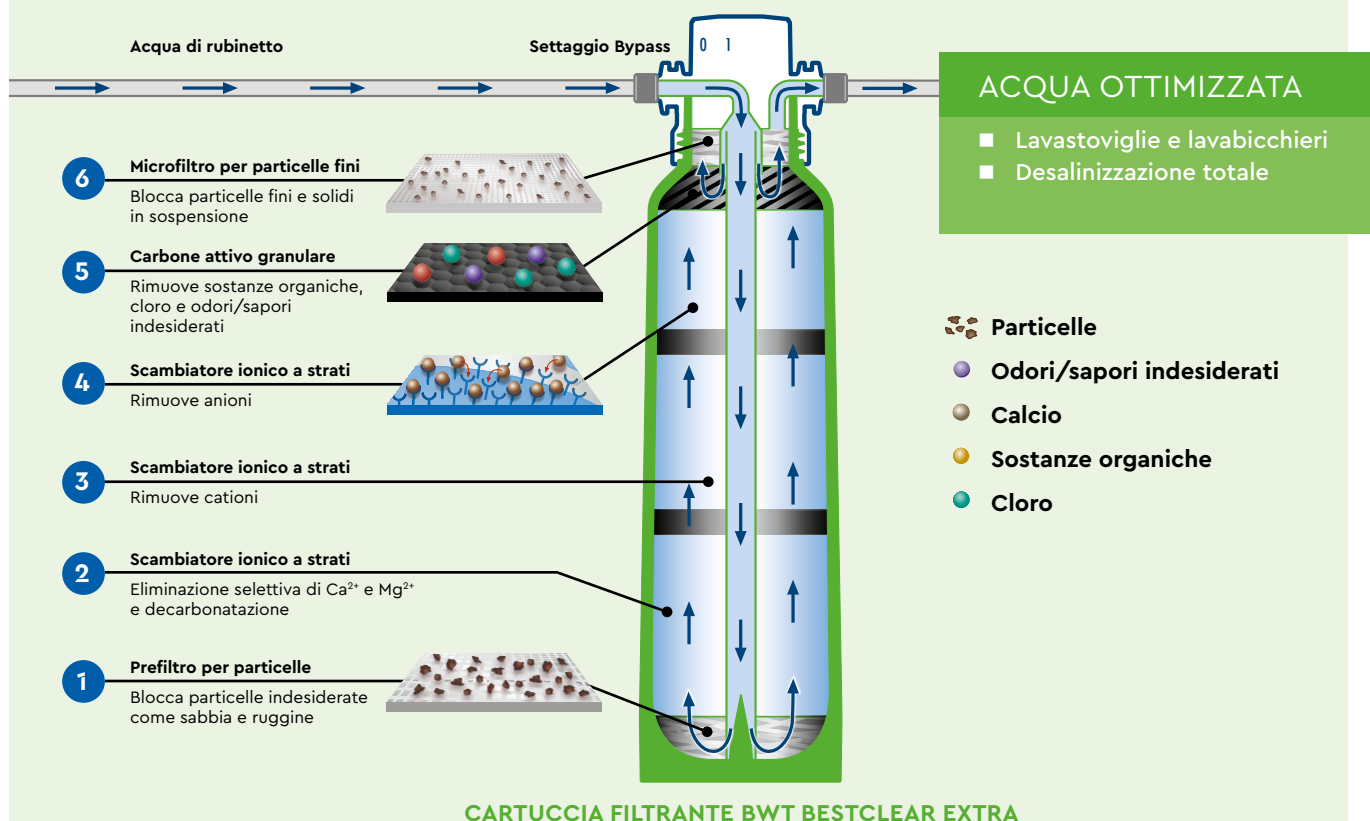 Acqua di rubinetto
Settaggio Bypass
0 1
ACQUA OTTIMIZZATA
Lavastoviglie e lavabicchieri
Desalinizzazione totale
6
Microfiltro per particelle fini
Blocca particelle fini e solidi
in sospensione
5
Carbone attivo granulare
Rimuove sostanze organiche,
cloro e odori/sapori
indesiderati
4
Scambiatore ionico a strati
Rimuove anioni
3
Scambiatore ionico a strati
Rimuove cationi
2
Scambiatore ionico a strati
Eliminazione selettiva di Ca²⁺ e Mg²⁺
e decarbonatazione
1
Prefiltro per particelle
Blocca particelle indesiderate
come sabbia e ruggine
Particelle
Odori/sapori indesiderati
Calcio
Sostanze organiche
Cloro
CARTUCCIA FILTRANTE BWT BESTCLEAR EXTRA